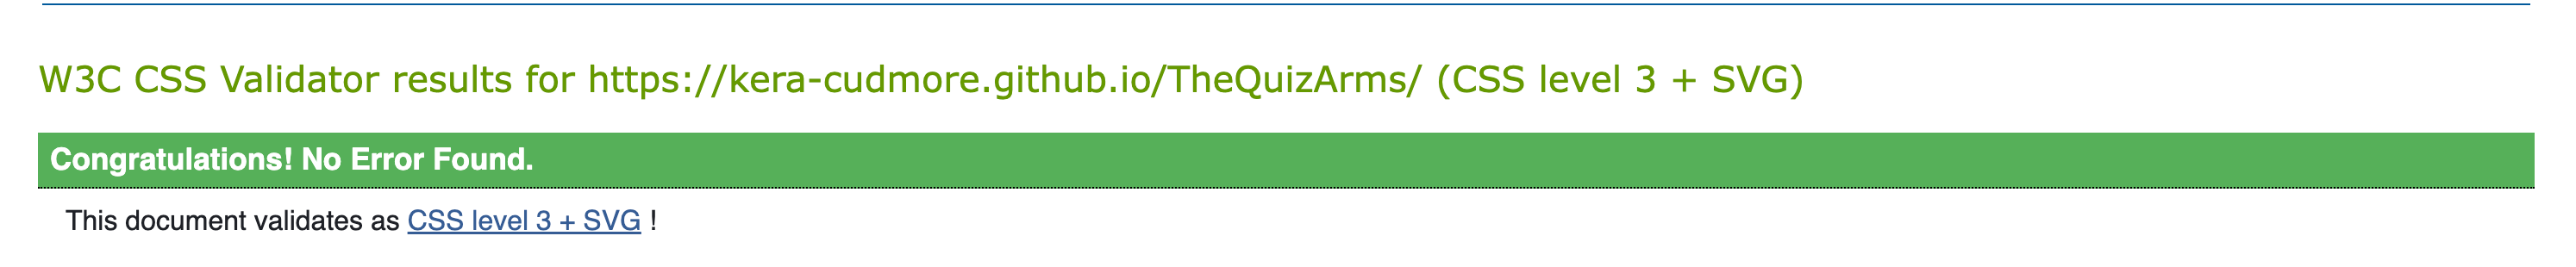 W3C CSS Validator results for https://kera-cudmore.github.io/TheQuizArms/ (CSS level 3 + SVG)
Congratulations! No Error Found.
This document validates as CSS level 3 + SVG !